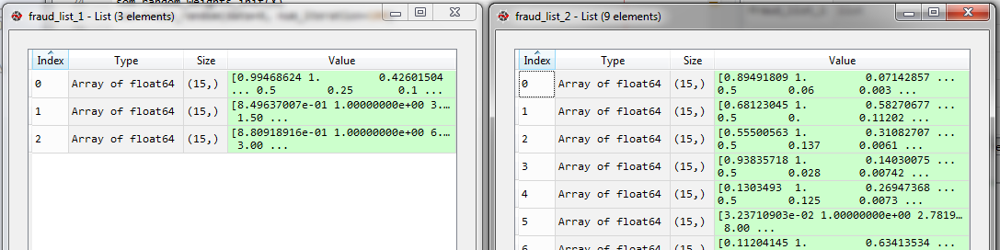 fraud_list_1 - List (3 elements)
Index Type Size Value
0 Array of float64 (15,) [0.99468624 1. 0.42601504
... 0.5 0.25 0.1 ...
1 Array of float64 (15,) [8.49637007e-01 1.00000000e+00 3.…
1.50 ...
2 Array of float64 (15,) [8.80918916e-01 1.00000000e+00 6.…
3.00 ...
fraud_list_2 - List (9 elements)
Index Type Size Value
0 Array of float64 (15,) [0.89491809 1. 0.07142857 ...
0.5 0.06 0.003 ...
1 Array of float64 (15,) [0.68123045 1. 0.58270677 ...
0.5 0. 0.11202 ...
2 Array of float64 (15,) [0.55500563 1. 0.31082707 ...
0.5 0.137 0.0061 ...
3 Array of float64 (15,) [0.93835718 1. 0.14030075 ...
0.5 0.028 0.00742 ...
4 Array of float64 (15,) [0.1303493 1. 0.26947368 ...
0.5 0.125 0.0073 ...
5 Array of float64 (15,) [3.23710903e-02 1.00000000e+00 2.7819…
8.00 ...
6 Array of float64 (15,) [0.11204145 1. 0.63413534 ...